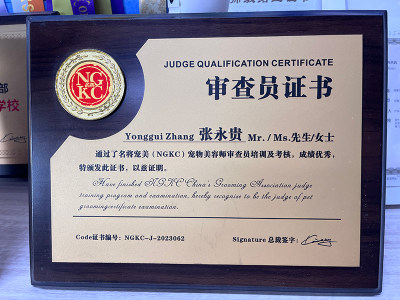 JUDGE QUALIFICATION CERTIFICATE
审查员证书
NG
KC
Yonggui Zhang 张永贵 Mr. / Ms.先生/女士
通过了名将宠美（NGKC）宠物美容师审查员培训及考核，成绩优秀，
特颁发此证书，以兹证明。
Have finished NGKC China's Grooming Association judge
training program and examination, hereby recognise to be the judge of pet
grooming certificate examination.
Code证书编号：NGKC-J-2023062
Signature 总裁签字：
部
学校